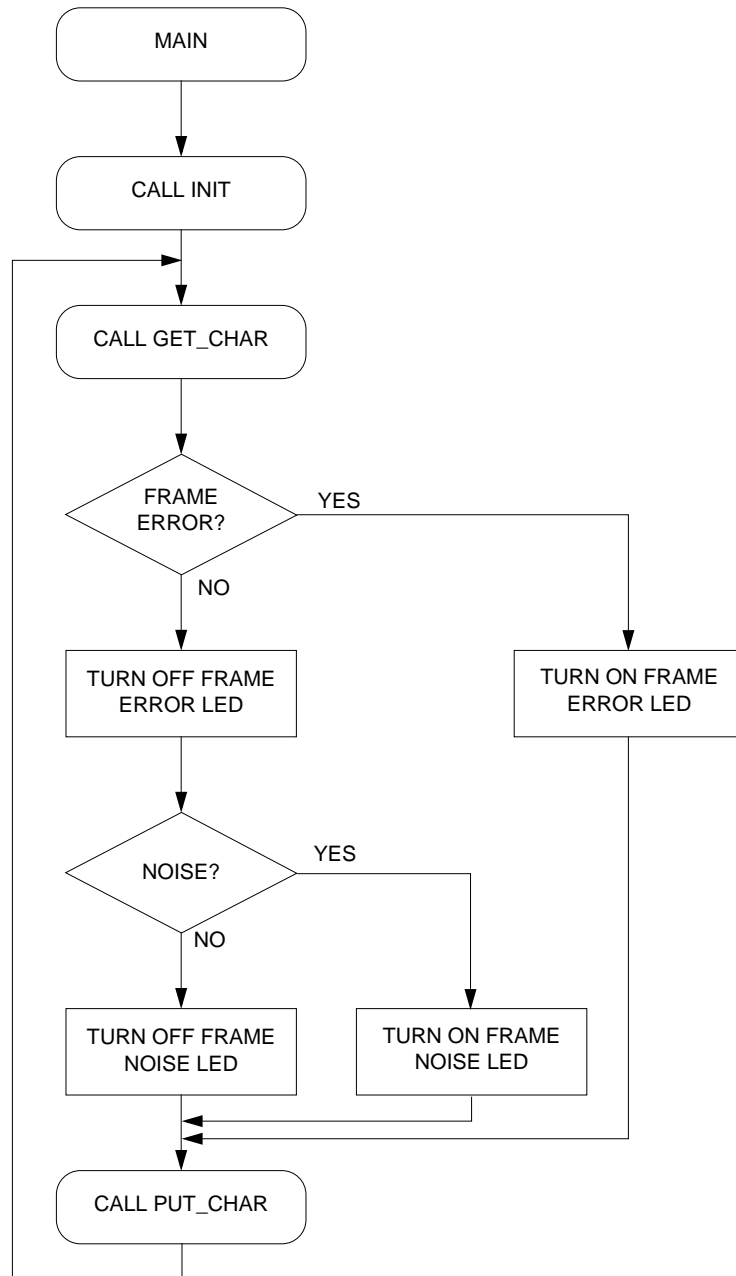 MAIN
CALL INIT
CALL GET_CHAR
FRAME
ERROR?
YES
NO
TURN OFF FRAME
ERROR LED
TURN ON FRAME
ERROR LED
NOISE?
YES
NO
TURN OFF FRAME
NOISE LED
TURN ON FRAME
NOISE LED
CALL PUT_CHAR